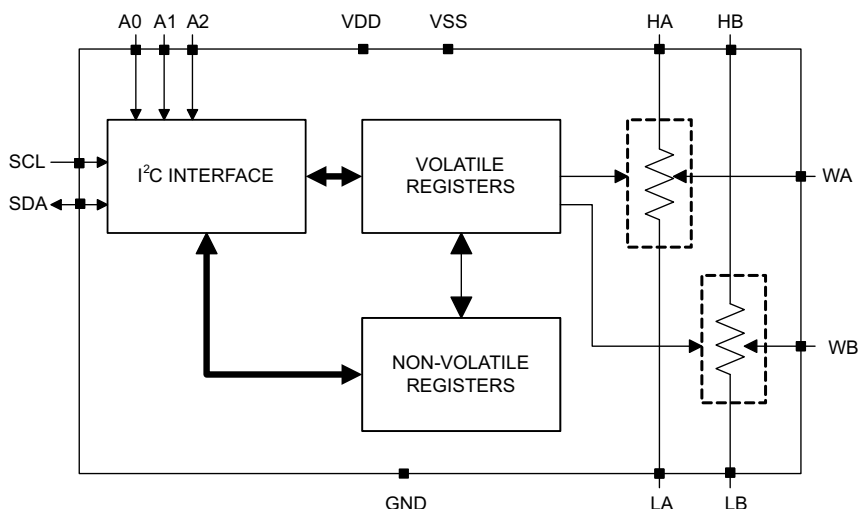 A0 A1 A2 VDD VSS HA HB
SCL
SDA
I²C INTERFACE
VOLATILE
REGISTERS
WA
NON-VOLATILE
REGISTERS
WB
GND LA LB